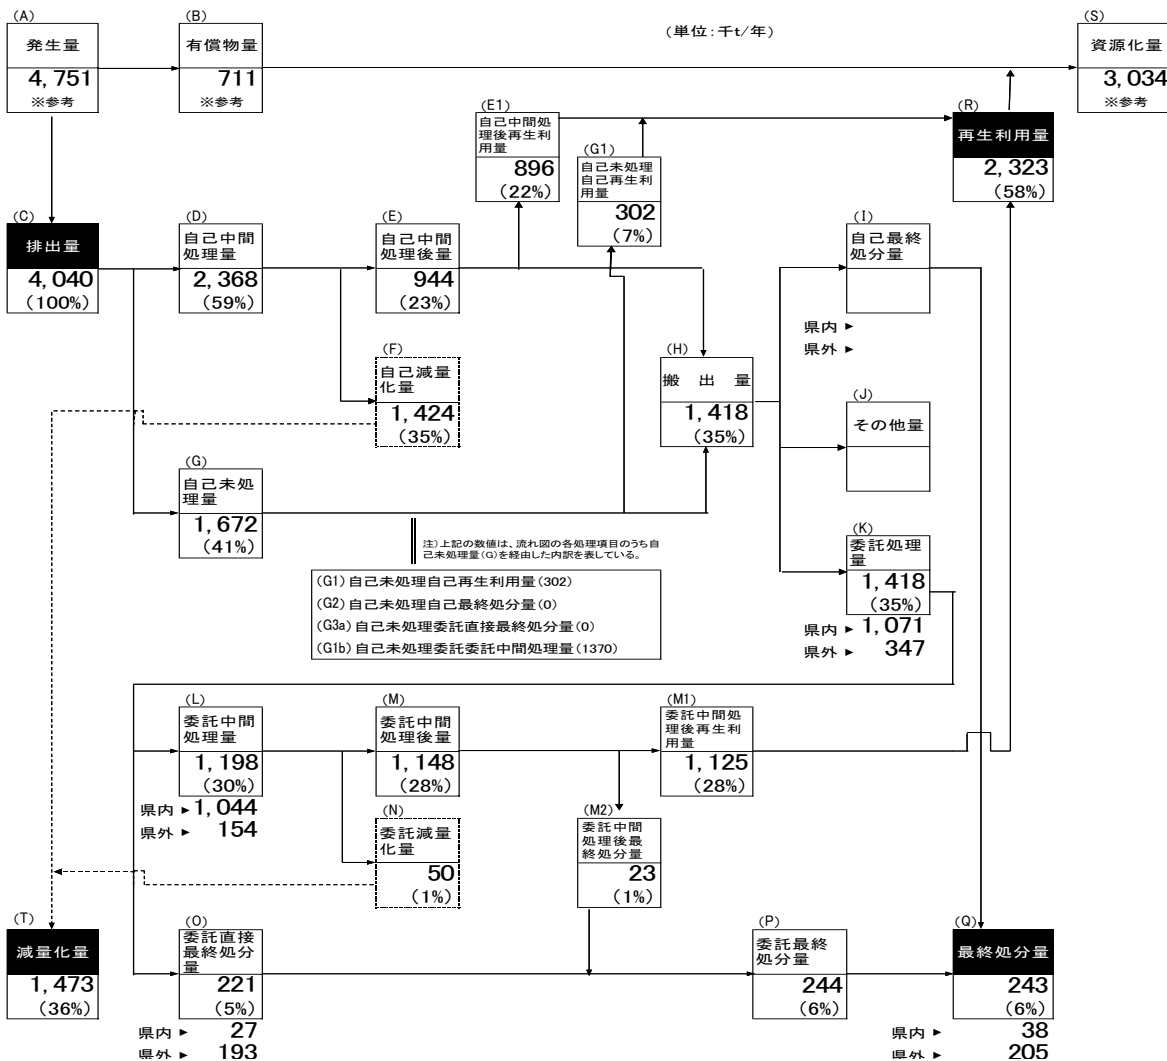 (A)
発生量
4,751
※参考
(B)
有償物量
711
※参考
(単位:千t/年)
(S)
資源化量
3,034
※参考
(E1)
自己中間処
理後再生利
用量
896
(22%)
(G1)
自己未処理
自己再生利
用量
302
(7%)
(R)
再生利用量
2,323
(58%)
(C)
排出量
4,040
(100%)
(D)
自己中間
処理量
2,368
(59%)
(E)
自己中間
処理後量
944
(23%)
(I)
自己最終
処分量
県内 ►
県外 ►
(F)
自己減量
化量
1,424
(35%)
(H)
搬 出 量
1,418
(35%)
(J)
その他量
(G)
自己未処
理量
1,672
(41%)
注)上記の数値は、流れ図の各処理項目のうち自
己未処理量(G)を経由した内訳を表している。
(G1)自己未処理自己再生利用量(302)
(G2)自己未処理自己最終処分量(0)
(G3a)自己未処理委託直接最終処分量(0)
(G1b)自己未処理委託委託中間処理量(1370)
(K)
委託処理
量
1,418
(35%)
県内 ► 1,071
県外 ► 347
(L)
委託中間
処理量
1,198
(30%)
県内 ► 1,044
県外 ► 154
(M)
委託中間
処理後量
1,148
(28%)
(M1)
委託中間処
理後再生利
用量
1,125
(28%)
(N)
委託減量
化量
50
(1%)
(M2)
委託中間
処理後最
終処分量
23
(1%)
(T)
減量化量
1,473
(36%)
(O)
委託直接
最終処分
量
221
(5%)
県内 ► 27
県外 ► 193
(P)
委託最終
処分量
244
(6%)
(Q)
最終処分量
243
(6%)
県内 ► 38
県外 ► 205